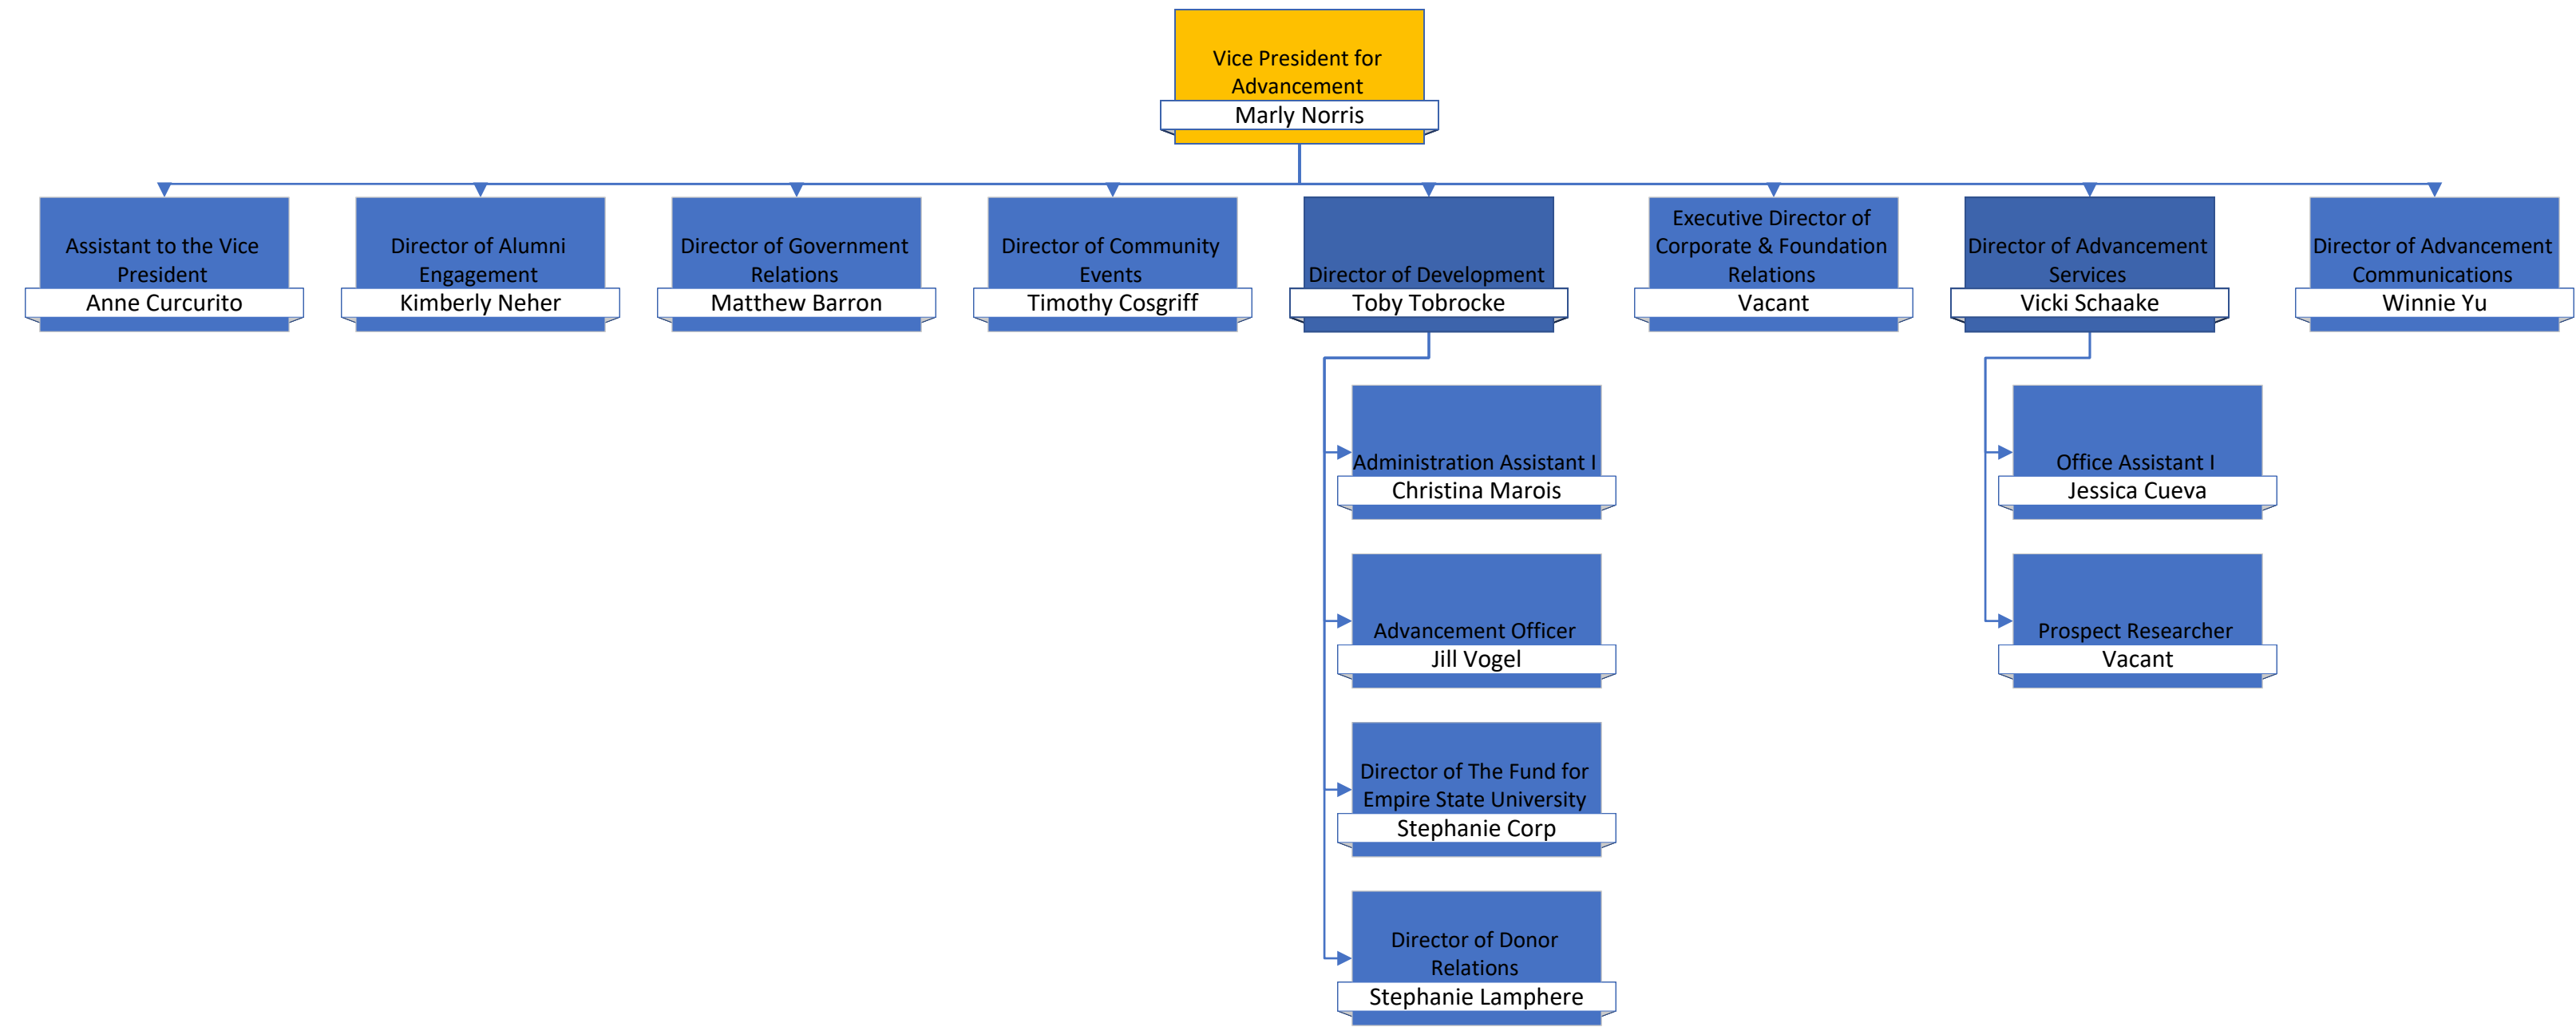 Vice President for
Advancement
Marly Norris
Assistant to the Vice
President
Anne Curcurito
Director of Alumni
Engagement
Kimberly Neher
Director of Government
Relations
Matthew Barron
Director of Community
Events
Timothy Cosgriff
Director of Development
Toby Tobrocke
Executive Director of
Corporate & Foundation
Relations
Vacant
Director of Advancement
Services
Vicki Schaake
Director of Advancement
Communications
Winnie Yu
Administration Assistant I
Christina Marois
Advancement Officer
Jill Vogel
Director of The Fund for
Empire State University
Stephanie Corp
Director of Donor
Relations
Stephanie Lamphere
Office Assistant I
Jessica Cueva
Prospect Researcher
Vacant